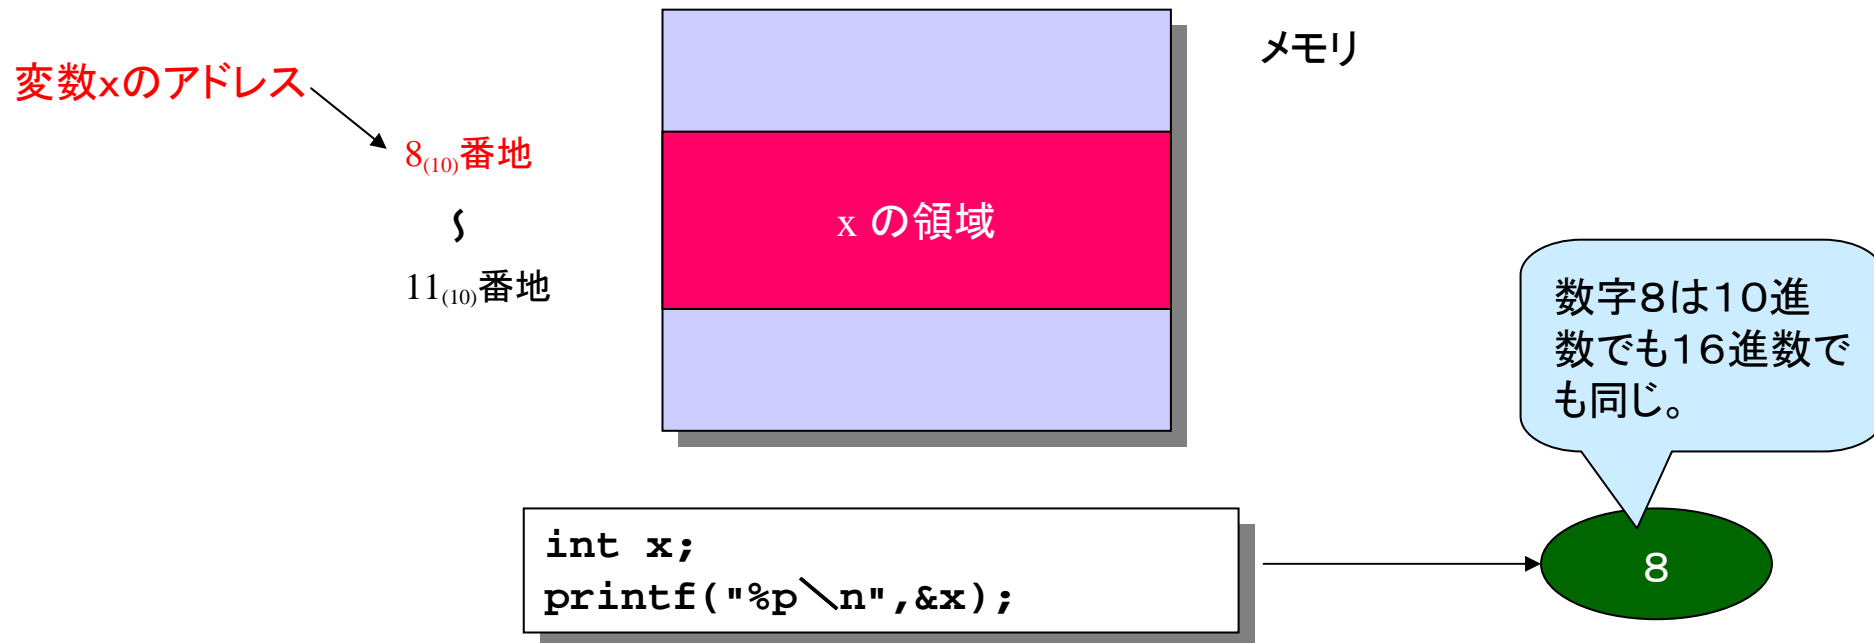 メモリ
変数xのアドレス
8(10)番地
〜
11(10)番地
x の領域
数字8は10進
数でも16進数で
も同じ。
int x;
printf("%p＼n",&x);
8